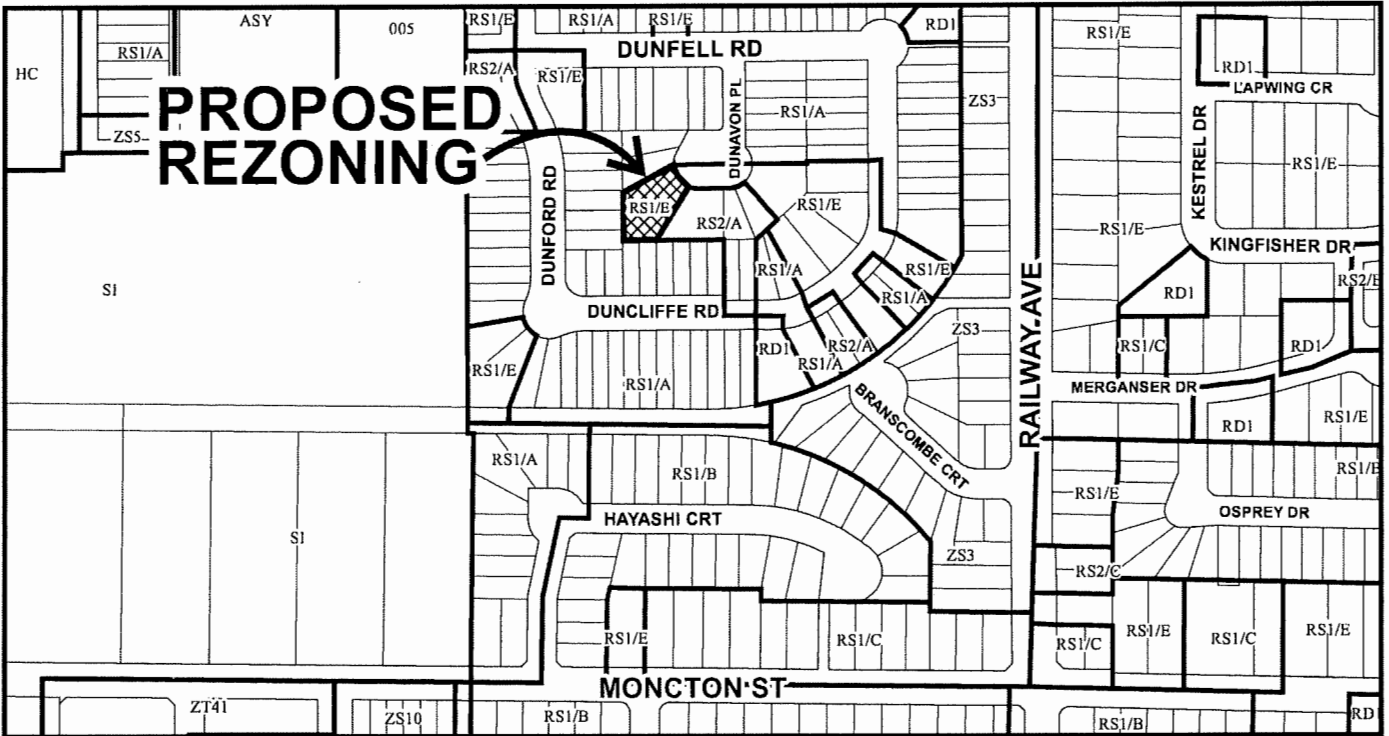 RS1/E
RS1/A
RS1/E
RD1
RS1/E
ASY
005
RS1/A
HC
DUNFELL RD
RS2/A
RS1/E
RD1
LAPWING CR
PROPOSED
REZONING
ZS5
DUNAVON PL
RS1/A
ZS3
KESTREL DR
RS1/E
DUNFORD RD
RS1/E
RS2/A
RS1/E
RS1/E
KINGFISHER DR
SI
RS1/A
RS1/E
RS1/A
RAILWAY AVE
RD1
RS2/E
DUNCLIFFE RD
ZS3
RD1
RS2/A
RS1/A
RS1/C
RD1
RS1/E
RS1/A
MERGANSER DR
BRANSCOMBE CRT
RD1
RS1/E
RS1/A
RS1/B
RS1/B
RS1/E
HAYASHI CRT
OSPREY DR
SI
ZS3
RS2/C
RS1/E
RS1/C
RS1/C
RS1/E
RS1/C
RS1/E
MONCTON ST
ZT41
ZS10
RS1/B
RS1/B
RD